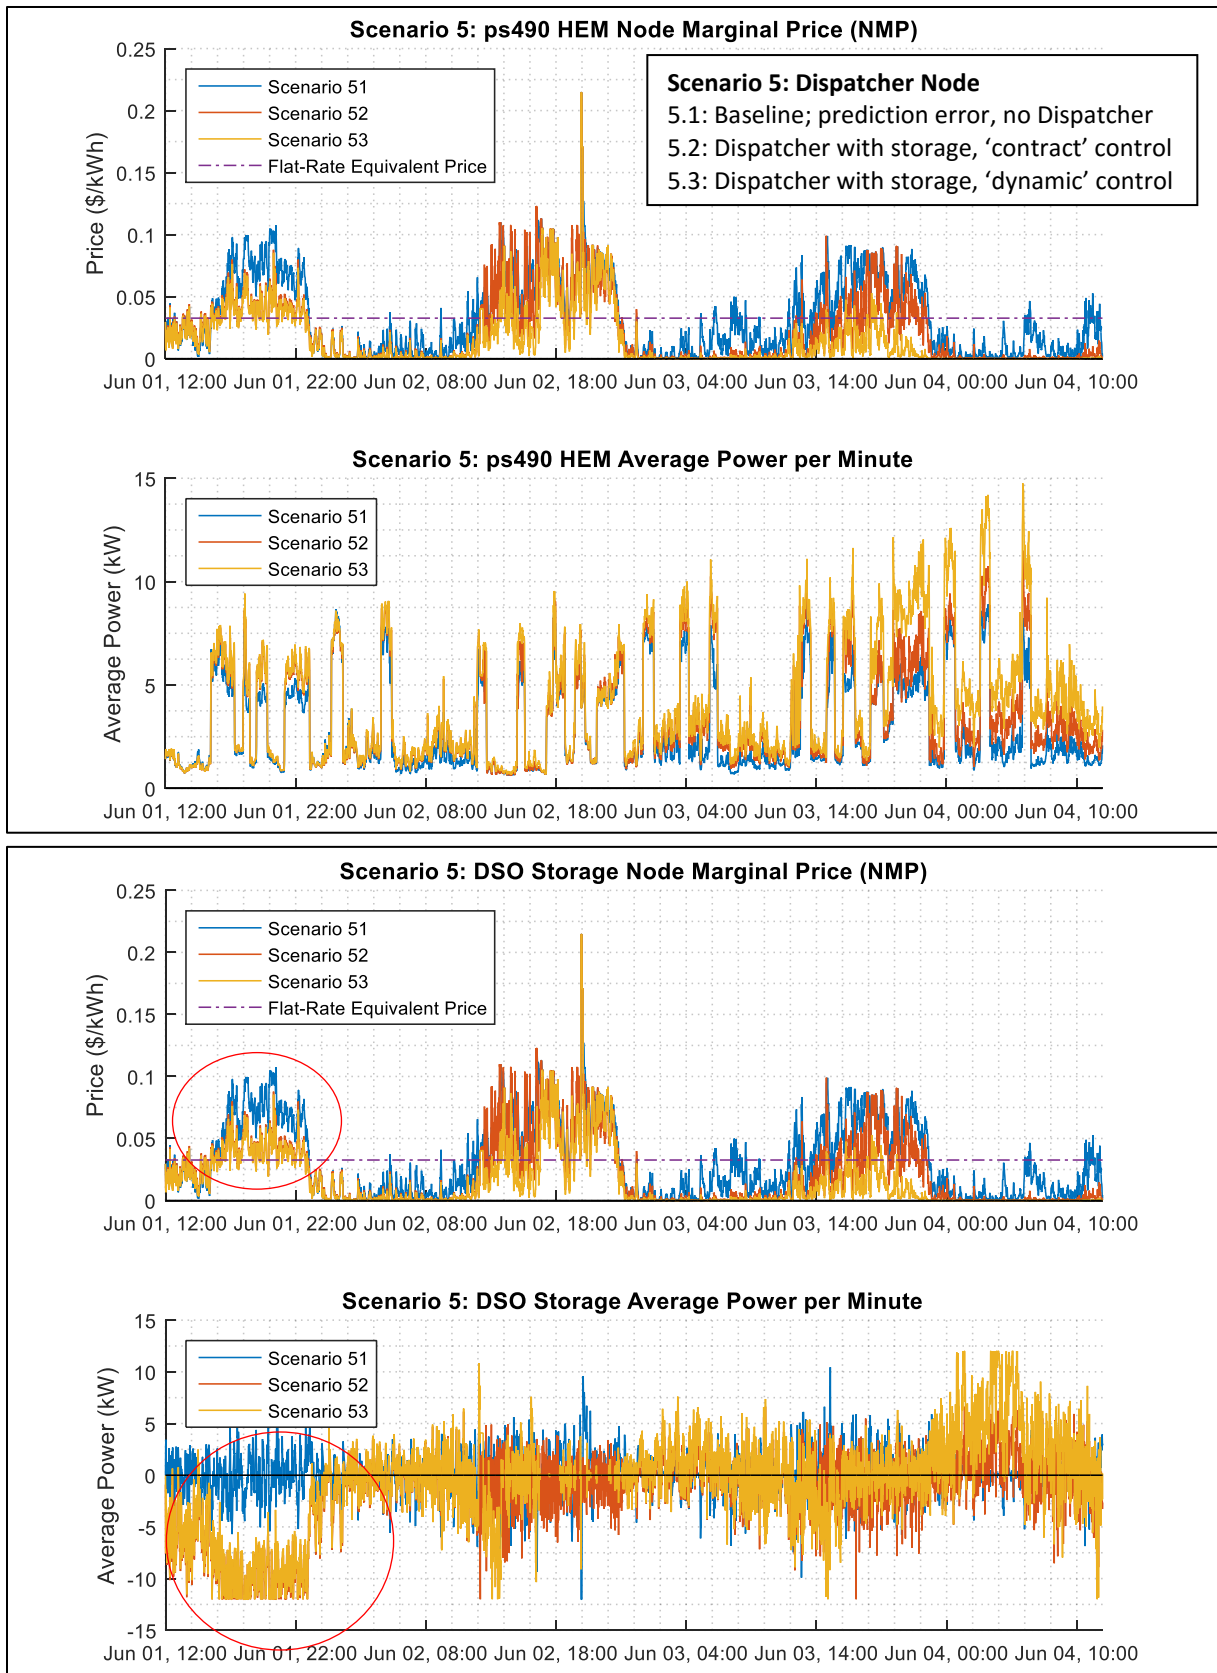 Scenario 5: ps490 HEM Node Marginal Price (NMP)
0.25
0.2
0.15
0.1
0.05
0
Price ($/kWh)
Scenario 51
Scenario 52
Scenario 53
Flat-Rate Equivalent Price
Scenario 5: Dispatcher Node
5.1: Baseline; prediction error, no Dispatcher
5.2: Dispatcher with storage, ‘contract’ control
5.3: Dispatcher with storage, ‘dynamic’ control
Jun 01, 12:00 Jun 01, 22:00 Jun 02, 08:00 Jun 02, 18:00 Jun 03, 04:00 Jun 03, 14:00 Jun 04, 00:00 Jun 04, 10:00
Scenario 5: ps490 HEM Average Power per Minute
15
10
5
0
Average Power (kW)
Scenario 51
Scenario 52
Scenario 53
Jun 01, 12:00 Jun 01, 22:00 Jun 02, 08:00 Jun 02, 18:00 Jun 03, 04:00 Jun 03, 14:00 Jun 04, 00:00 Jun 04, 10:00
Scenario 5: DSO Storage Node Marginal Price (NMP)
0.25
0.2
0.15
0.1
0.05
0
Price ($/kWh)
Scenario 51
Scenario 52
Scenario 53
Flat-Rate Equivalent Price
Jun 01, 12:00 Jun 01, 22:00 Jun 02, 08:00 Jun 02, 18:00 Jun 03, 04:00 Jun 03, 14:00 Jun 04, 00:00 Jun 04, 10:00
Scenario 5: DSO Storage Average Power per Minute
15
10
5
0
-5
-10
-15
Average Power (kW)
Scenario 51
Scenario 52
Scenario 53
Jun 01, 12:00 Jun 01, 22:00 Jun 02, 08:00 Jun 02, 18:00 Jun 03, 04:00 Jun 03, 14:00 Jun 04, 00:00 Jun 04, 10:00